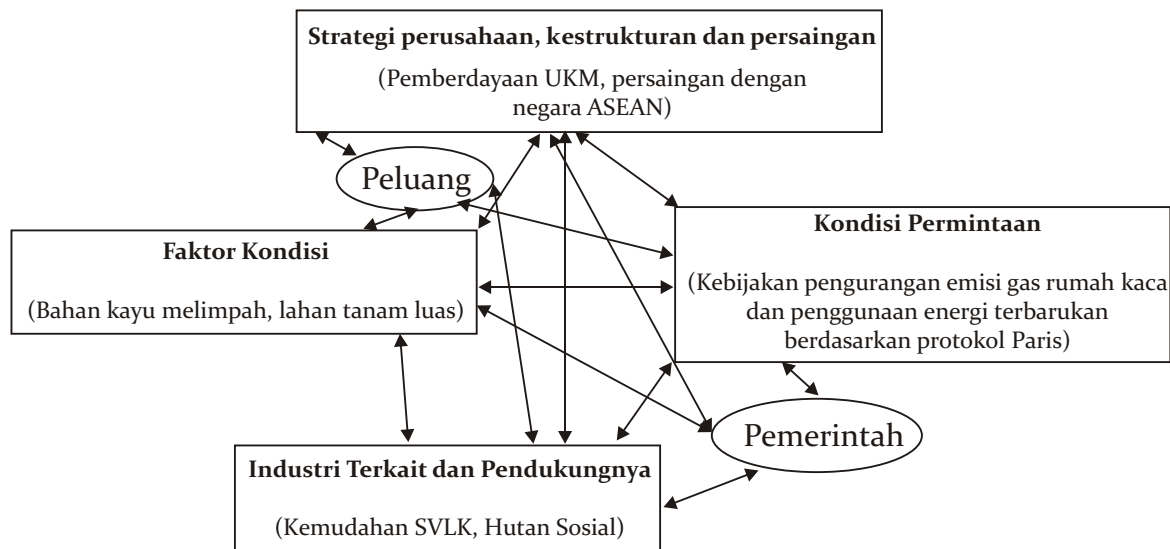 Strategi perusahaan, kestrukturan dan persaingan
(Pemberdayaan UKM, persaingan dengan
negara ASEAN)
Peluang
Faktor Kondisi
(Bahan kayu melimpah, lahan tanam luas)
Kondisi Permintaan
(Kebijakan pengurangan emisi gas rumah kaca
dan penggunaan energi terbarukan
berdasarkan protokol Paris)
Pemerintah
Industri Terkait dan Pendukungnya
(Kemudahan SVLK, Hutan Sosial)